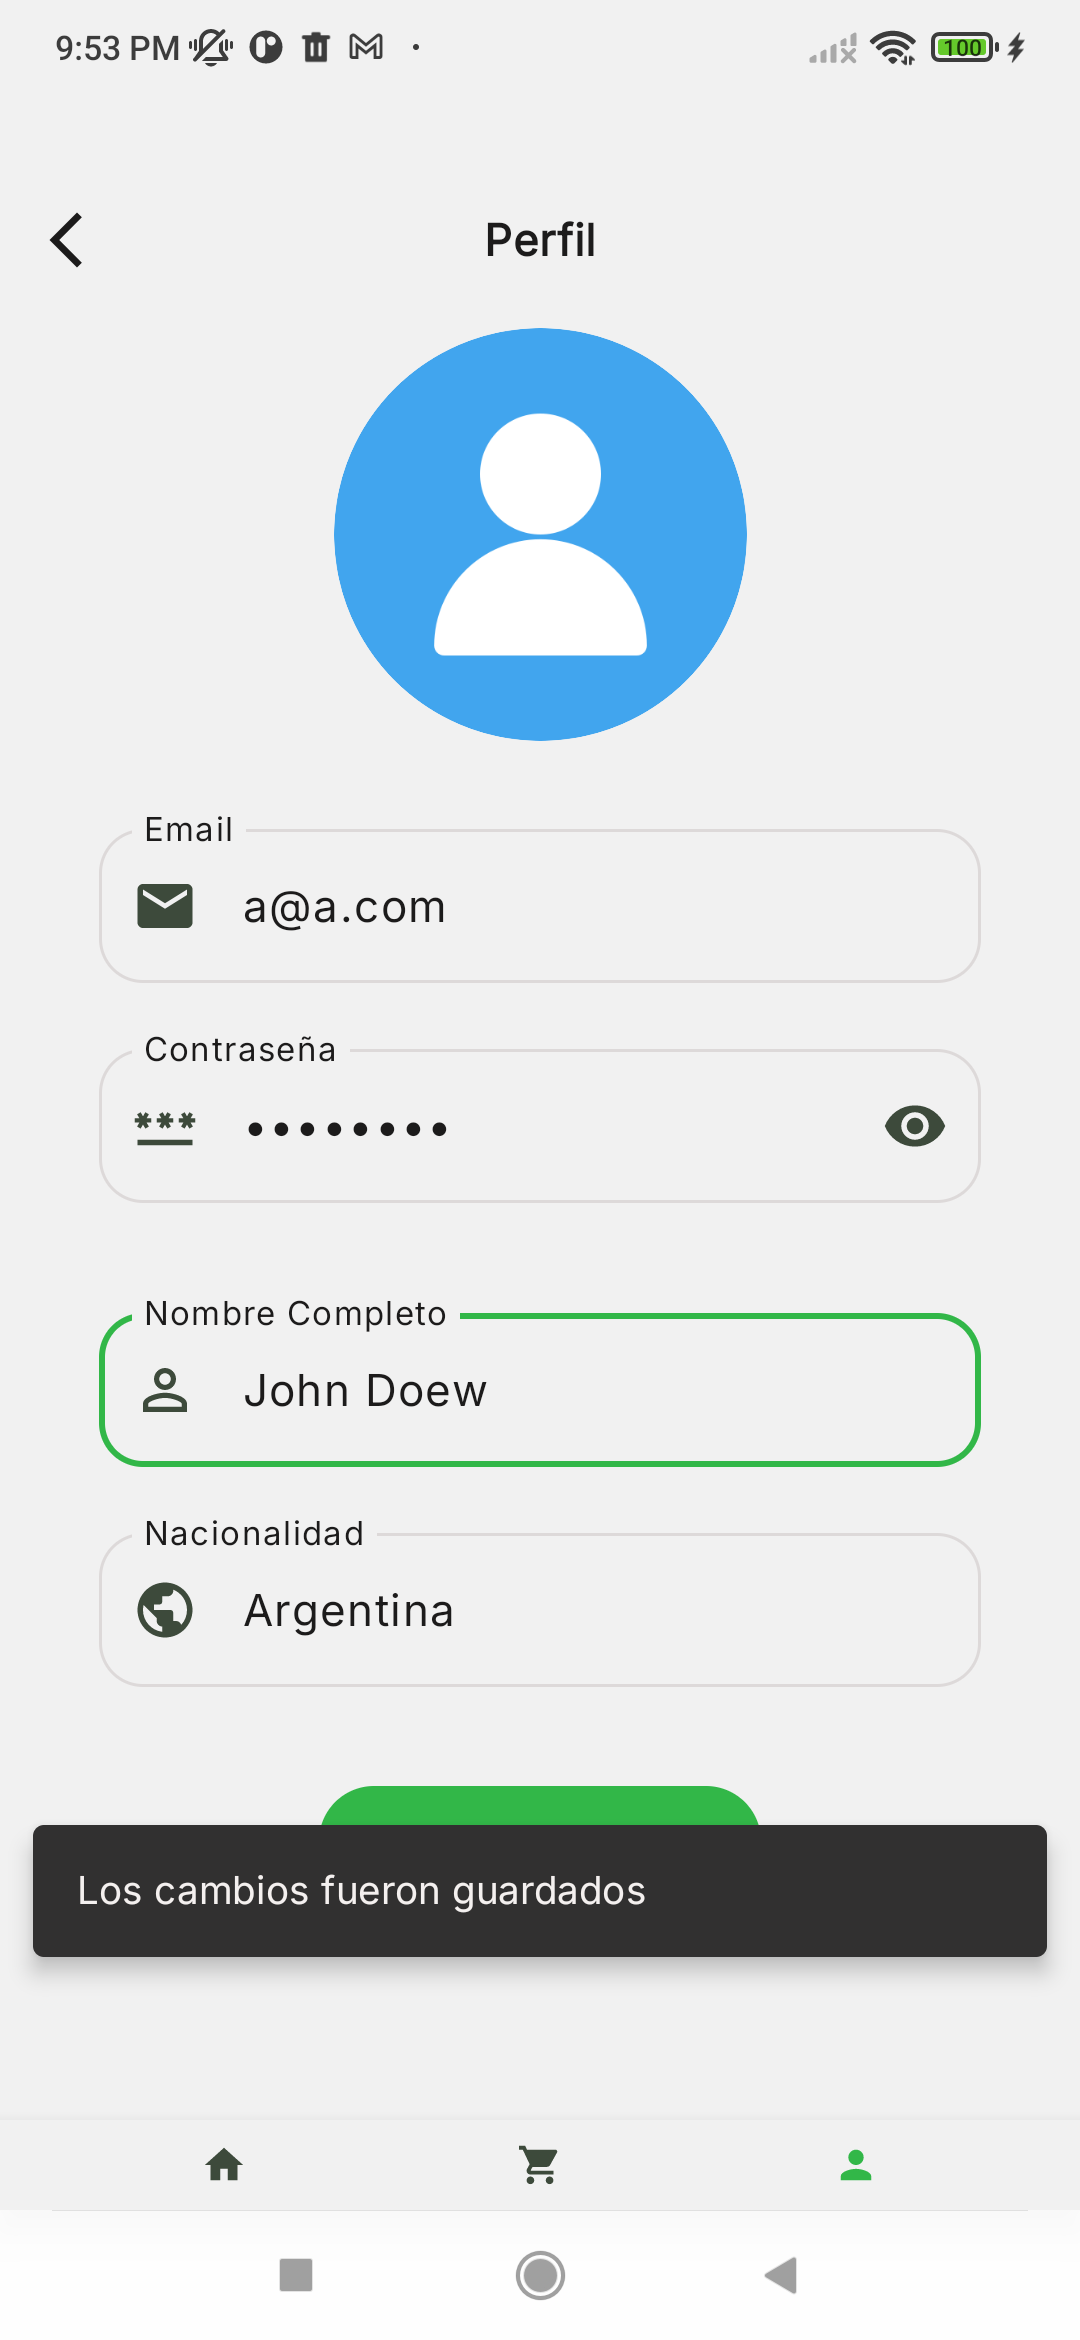 9:53 PM
100
Perfil
Email
a@a.com
Contraseña
••••••••
Nombre Completo
John Doew
Nacionalidad
Argentina
Los cambios fueron guardados